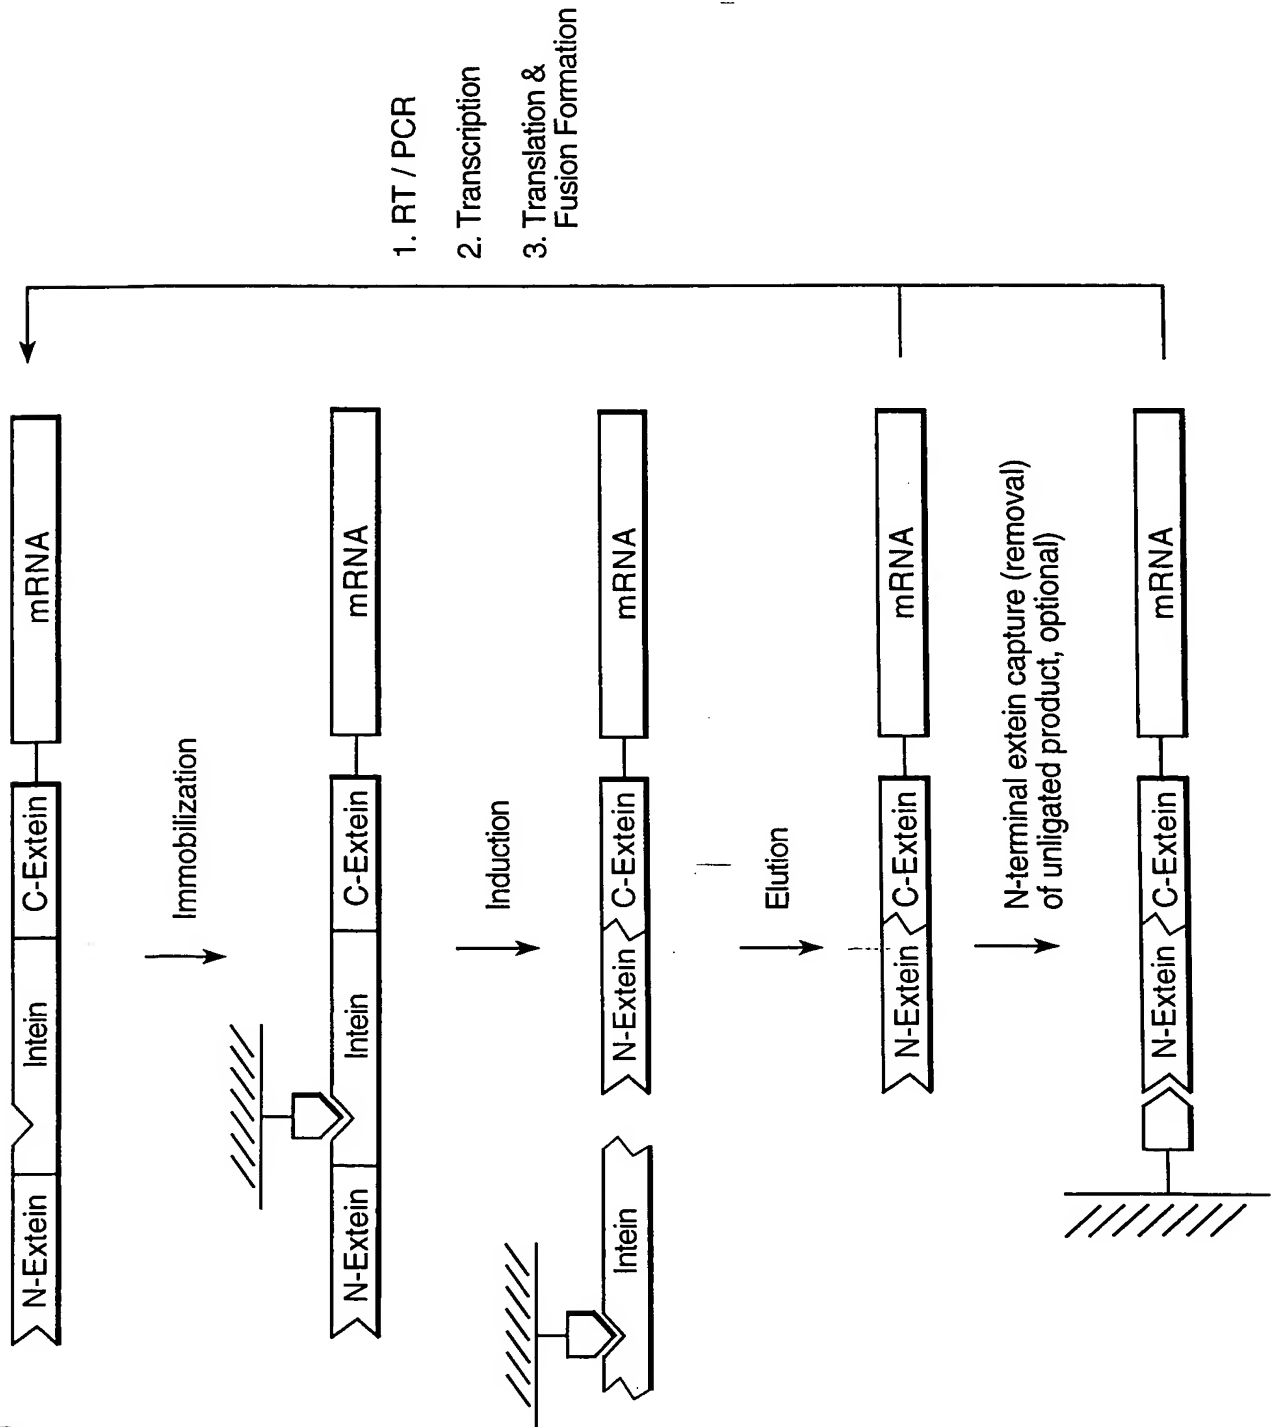 N-Extein Intein C-Extein mRNA
Immobilization
N-Extein Intein C-Extein mRNA
Induction
Intein N-Extein C-Extein mRNA
Elution
N-Extein C-Extein mRNA
N-terminal extein capture (removal)
of unligated product, optional)
N-Extein C-Extein mRNA
1. RT / PCR
2. Transcription
3. Translation &
Fusion Formation